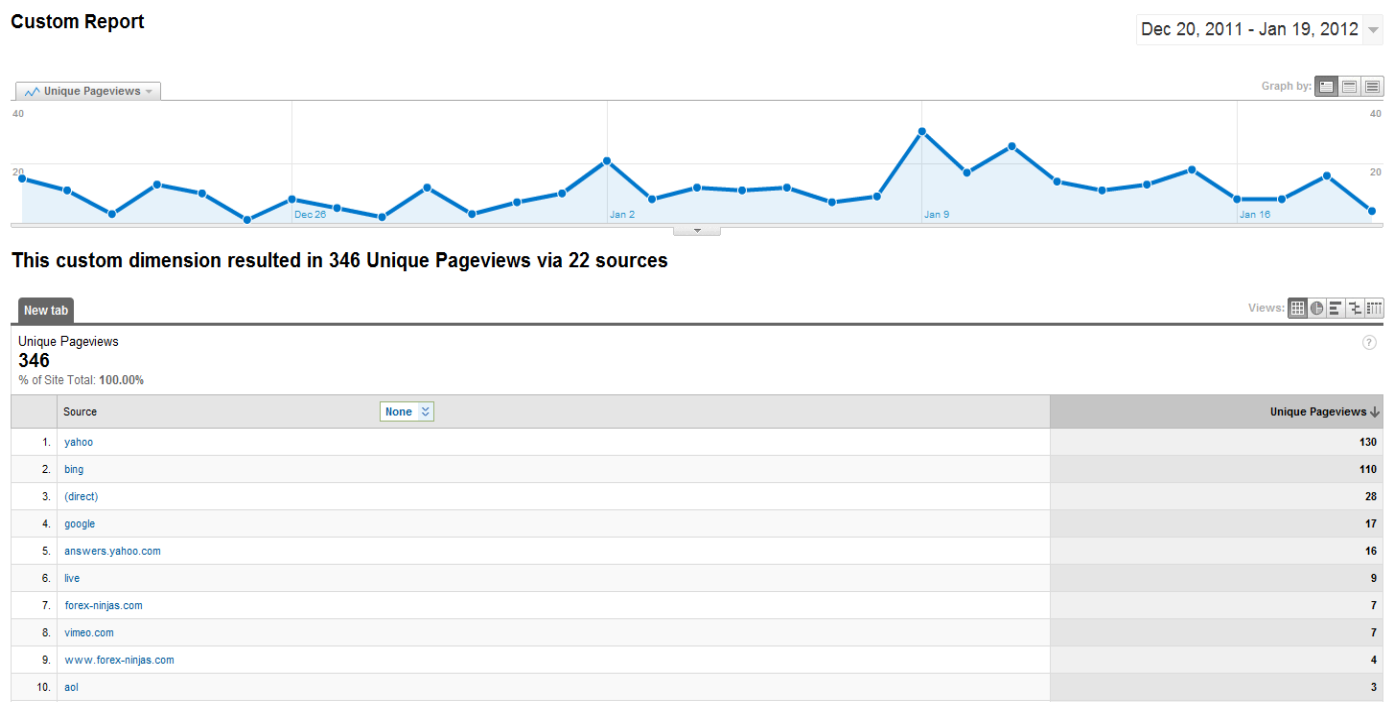 Custom Report
Dec 20, 2011 - Jan 19, 2012
Unique Pageviews
Graph by:
40 40
20 20
Dec 26 Jan 2 Jan 9 Jan 16
This custom dimension resulted in 346 Unique Pageviews via 22 sources
New tab
Views:
Unique Pageviews
?
346
% of Site Total: 100.00%
Source None Unique Pageviews
1. yahoo 130
2. bing 110
3. (direct) 28
4. google 17
5. answers.yahoo.com 16
6. live 9
7. forex-ninjas.com 7
8. vimeo.com 7
9. www.forex-ninjas.com 4
10. aol 3